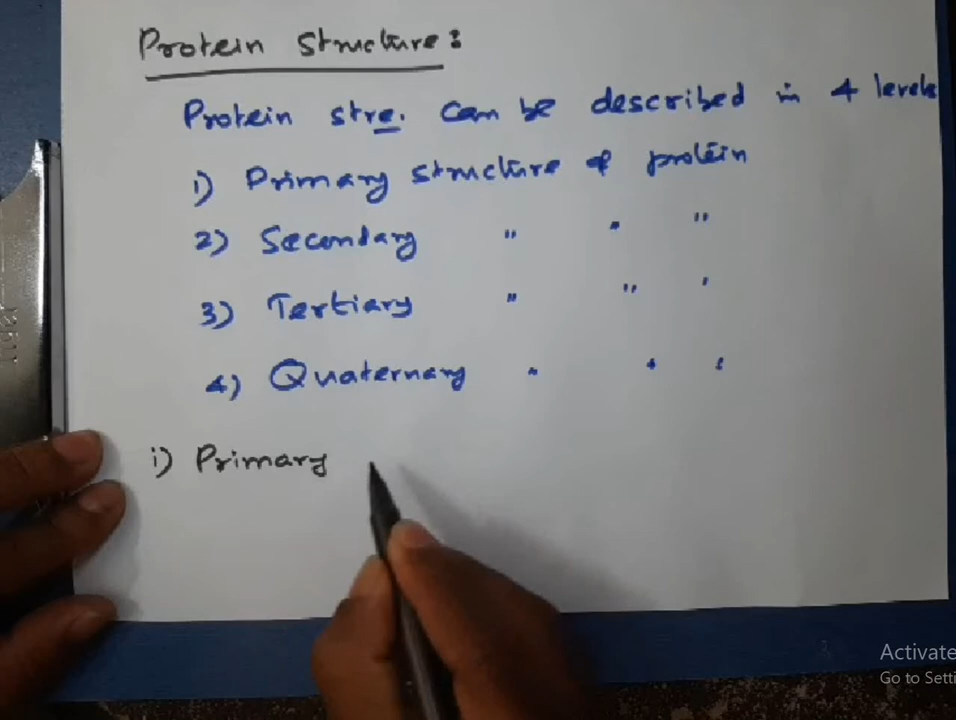 Protein Structure:
Protein stre. can be described in 4 levels
1) Primary structure of protein
2) Secondary " " "
3) Tertiary " " "
4) Quaternary " " "
i) Primary
Activate
Go to Setti